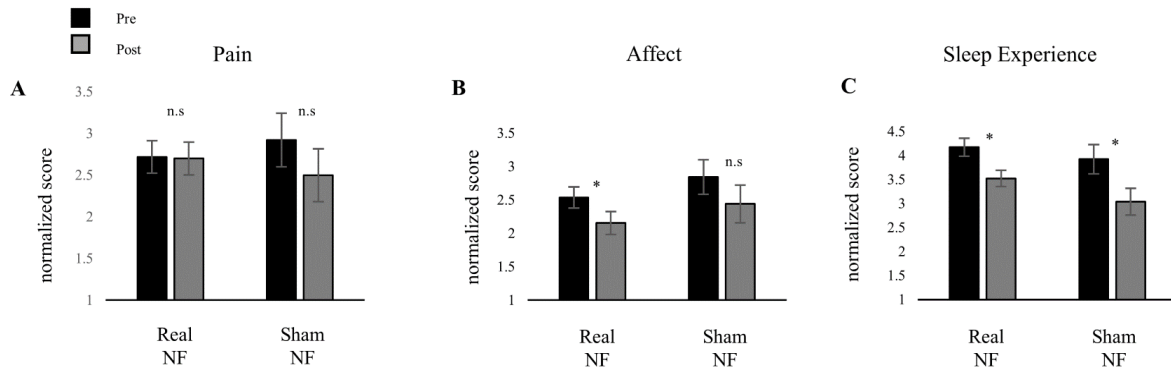 Pre
Post
Pain
Affect
Sleep Experience
A
B
C
normalized score
3.5
3
2.5
2
1.5
1
n.s
n.s
Real
NF
Sham
NF
normalized score
3.5
3
2.5
2
1.5
1
*
n.s
Real
NF
Sham
NF
normalized score
4.5
4
3.5
3
2.5
2
1.5
1
*
*
Real
NF
Sham
NF